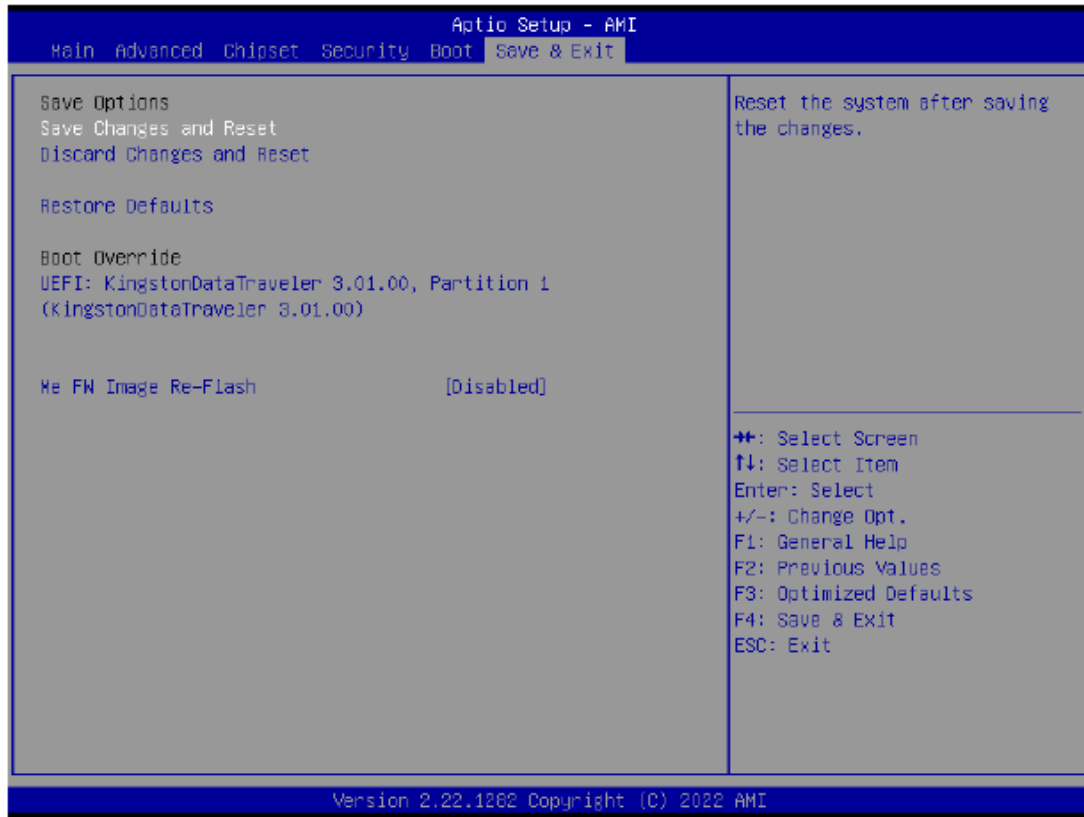 Aptio Setup - AMI
Main Advanced Chipset Security Boot Save & Exit
Save Options
Save Changes and Reset
Discard Changes and Reset
Restore Defaults
Boot Override
UEFI: KingstonDataTraveler 3.01.00, Partition 1
(KingstonDataTraveler 3.01.00)
Me FW Image Re-Flash [Disabled]
Reset the system after saving
the changes.
→←: Select Screen
↑↓: Select Item
Enter: Select
+/-: Change Opt.
F1: General Help
F2: Previous Values
F3: Optimized Defaults
F4: Save & Exit
ESC: Exit
Version 2.22.1282 Copyright (C) 2022 AMI